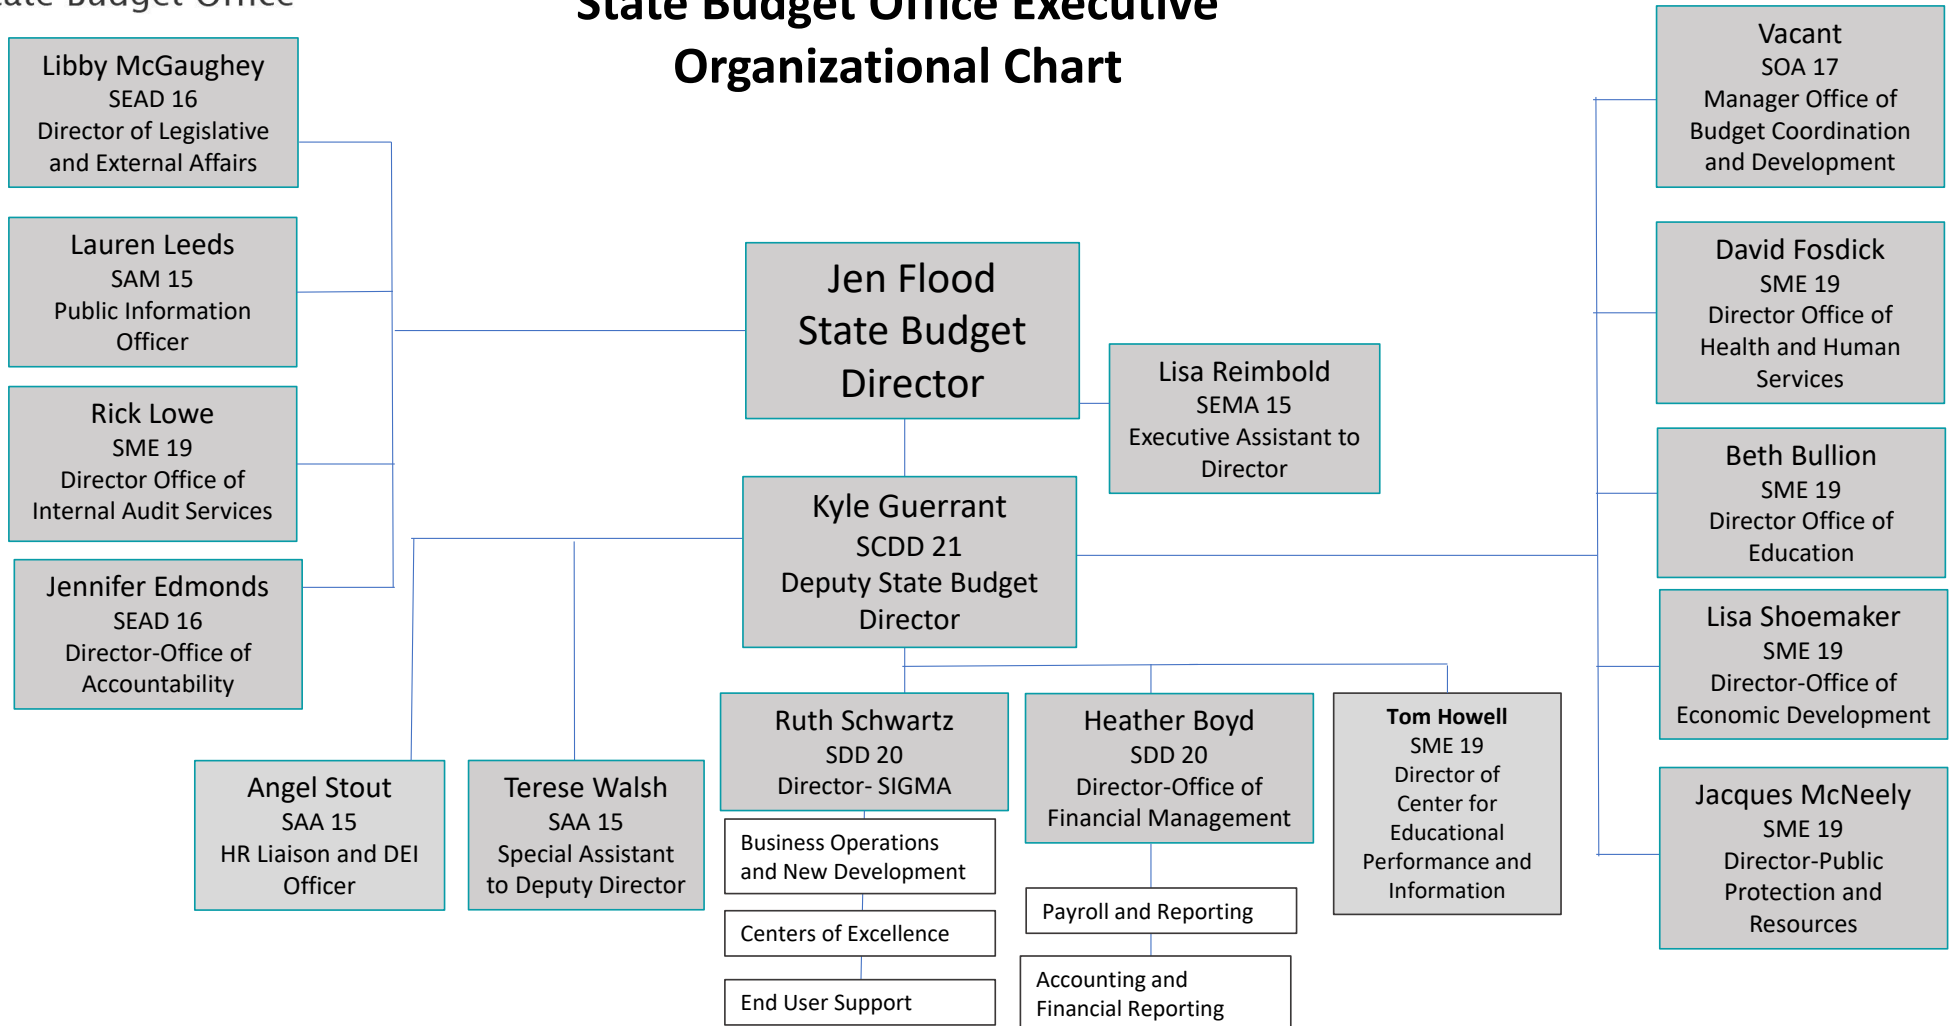 State Budget Office Executive
Organizational Chart
Budget Office
Libby McGaughey
SEAD 16
Director of Legislative
and External Affairs
Lauren Leeds
SAM 15
Public Information
Officer
Rick Lowe
SME 19
Director Office of
Internal Audit Services
Jennifer Edmonds
SEAD 16
Director-Office of
Accountability
Jen Flood
State Budget
Director
Lisa Reimbold
SEMA 15
Executive Assistant to
Director
Kyle Guerrant
SCDD 21
Deputy State Budget
Director
Angel Stout
SAA 15
HR Liaison and DEI
Officer
Terese Walsh
SAA 15
Special Assistant
to Deputy Director
Ruth Schwartz
SDD 20
Director- SIGMA
Business Operations
and New Development
Centers of Excellence
End User Support
Heather Boyd
SDD 20
Director-Office of
Financial Management
Payroll and Reporting
Accounting and
Financial Reporting
Tom Howell
SME 19
Director of
Center for
Educational
Performance and
Information
Vacant
SOA 17
Manager Office of
Budget Coordination
and Development
David Fosdick
SME 19
Director Office of
Health and Human
Services
Beth Bullion
SME 19
Director Office of
Education
Lisa Shoemaker
SME 19
Director-Office of
Economic Development
Jacques McNeely
SME 19
Director-Public
Protection and
Resources